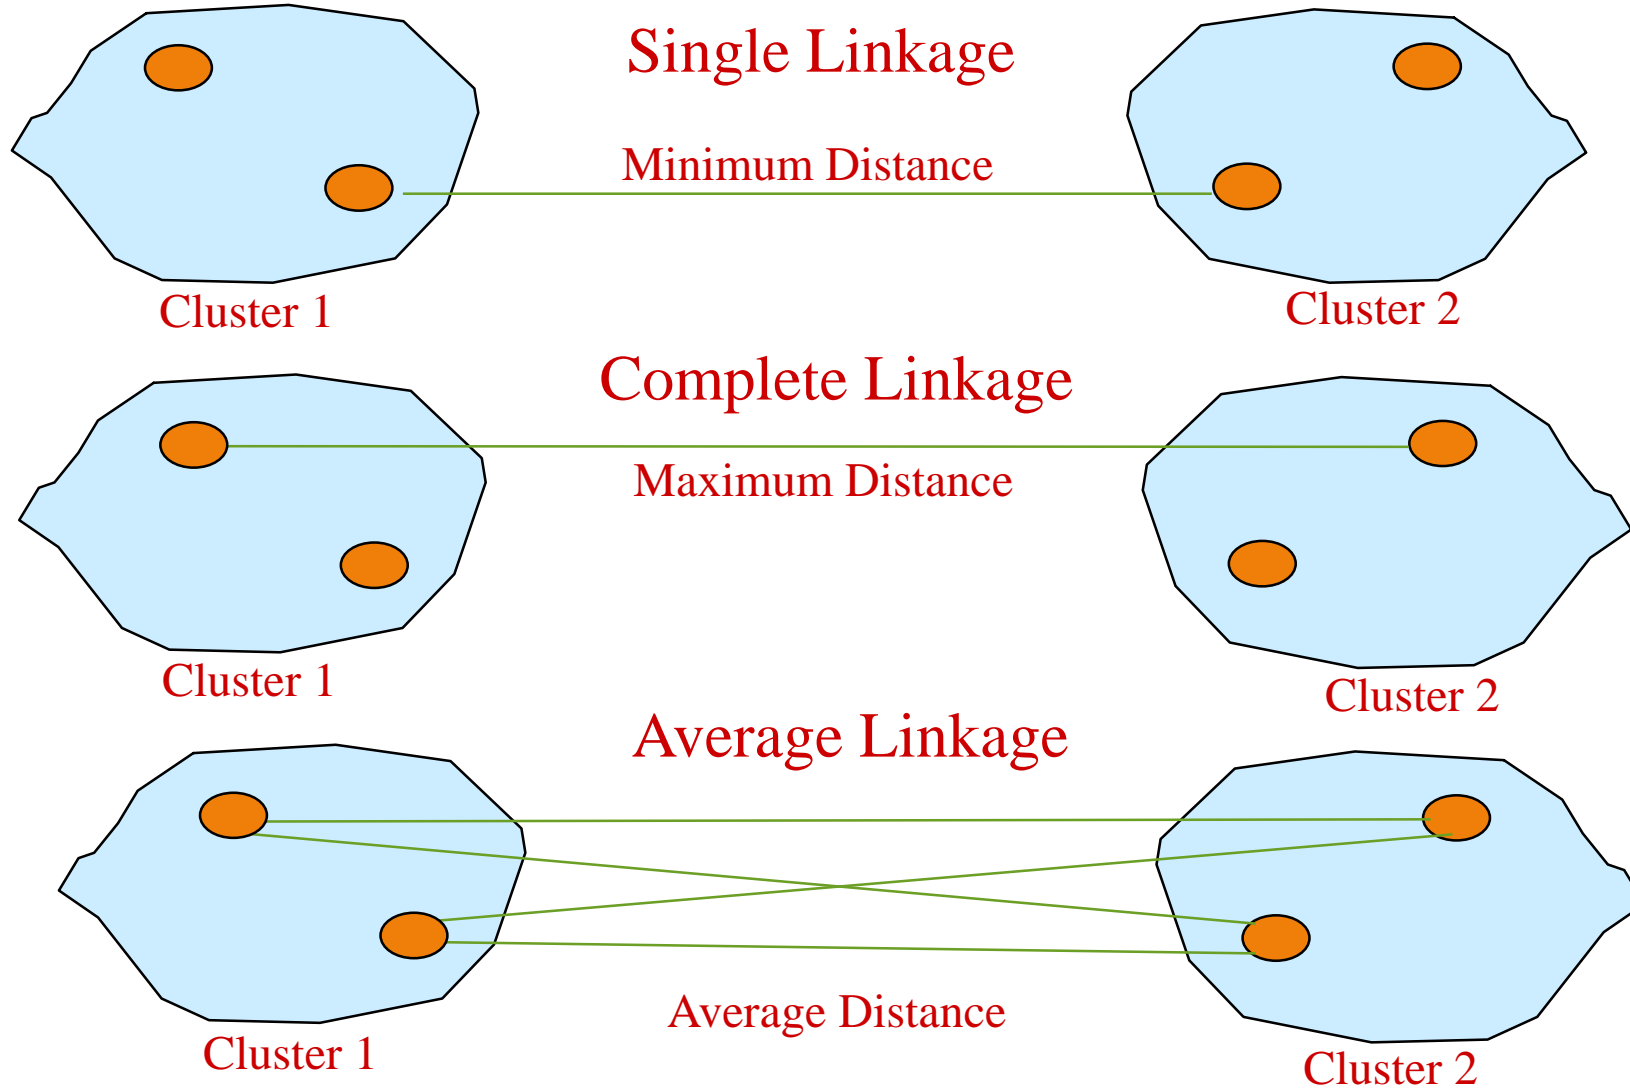 Single Linkage
Minimum Distance
Cluster 1
Cluster 2
Complete Linkage
Maximum Distance
Cluster 1
Cluster 2
Average Linkage
Average Distance
Cluster 1
Cluster 2